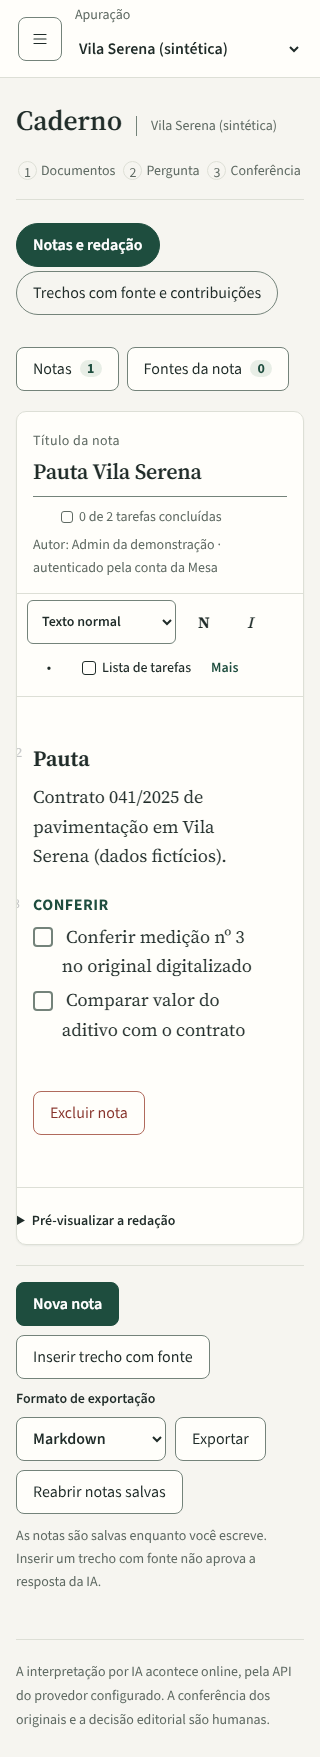 Apuração
Vila Serena (sintética)
Caderno
Vila Serena (sintética)
1 Documentos 2 Pergunta 3 Conferência
Notas e redação
Trechos com fonte e contribuições
Notas 1 Fontes da nota 0
Título da nota
Pauta Vila Serena
0 de 2 tarefas concluídas
Autor: Admin da demonstração ·
autenticado pela conta da Mesa
Texto normal N I
• Lista de tarefas Mais
2
Pauta
Contrato 041/2025 de
pavimentação em Vila
Serena (dados fictícios).
3
CONFERIR
Conferir medição nº 3
no original digitalizado
Comparar valor do
aditivo com o contrato
Excluir nota
Pré-visualizar a redação
Nova nota
Inserir trecho com fonte
Formato de exportação
Markdown Exportar
Reabrir notas salvas
As notas são salvas enquanto você escreve.
Inserir um trecho com fonte não aprova a
resposta da IA.
A interpretação por IA acontece online, pela API
do provedor configurado. A conferência dos
originais e a decisão editorial são humanas.